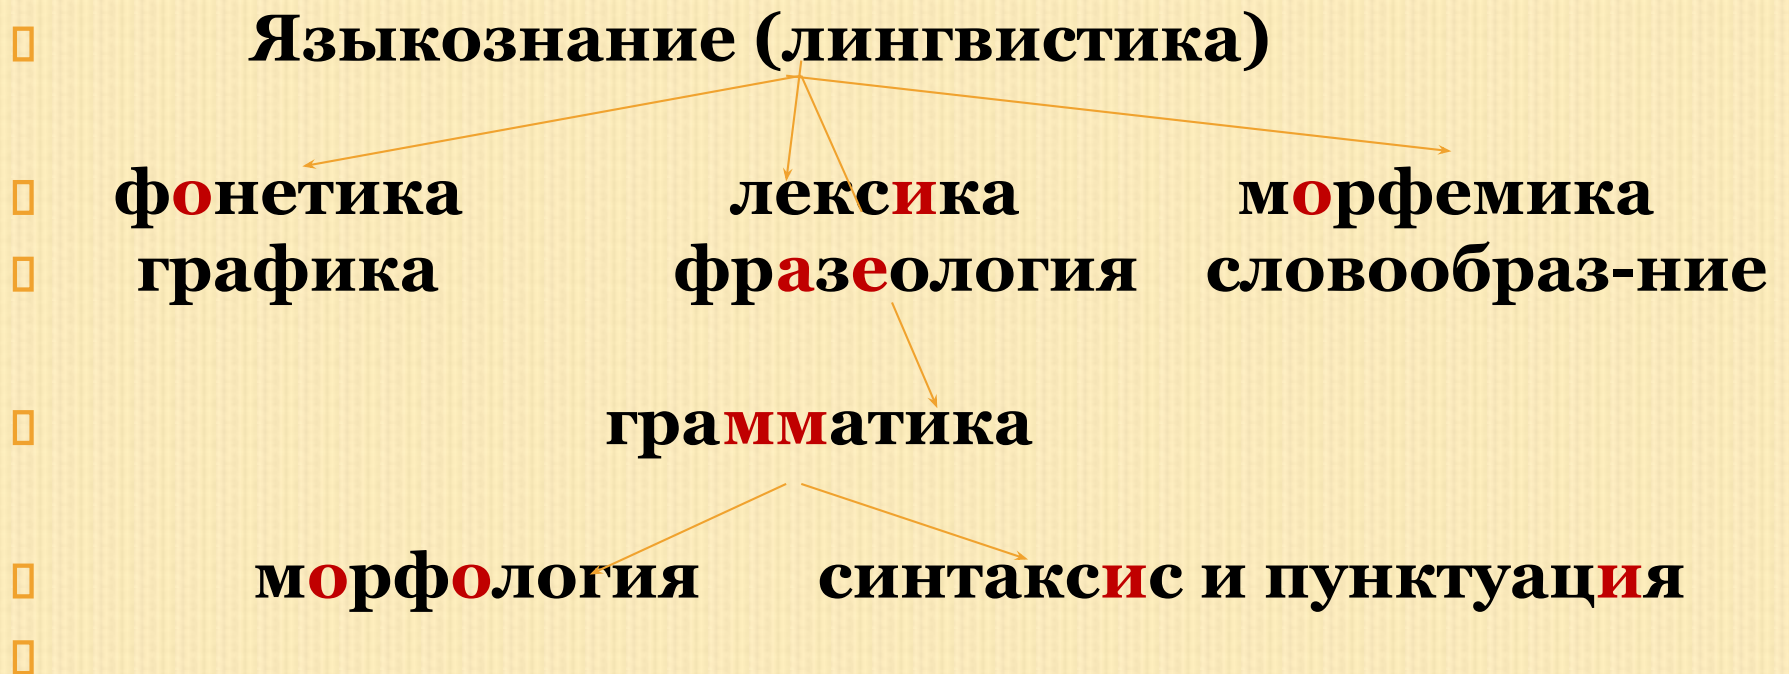 Языкознание (лингвистика)
фонетика лексика морфемика
графика фразеология словообраз-ние
грамматика
морфология синтаксис и пунктуация